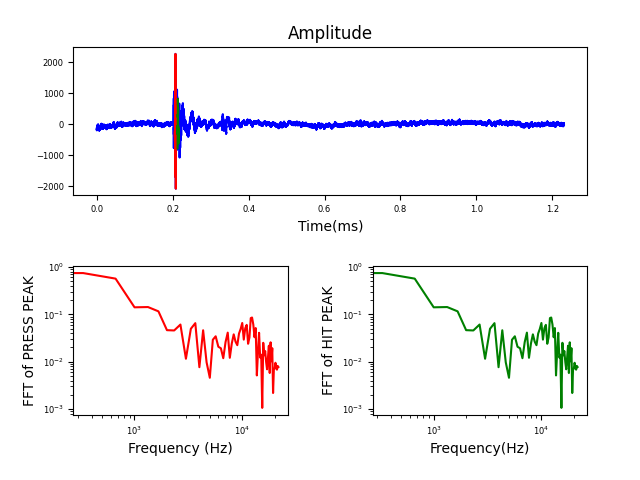 Amplitude
2000
1000
0
−1000
−2000
0.0 0.2 0.4 0.6 0.8 1.0 1.2
Time(ms)
FFT of PRESS PEAK
10⁰
10⁻¹
10⁻²
10⁻³
10³ 10⁴
Frequency (Hz)
FFT of HIT PEAK
10⁰
10⁻¹
10⁻²
10⁻³
10³ 10⁴
Frequency(Hz)